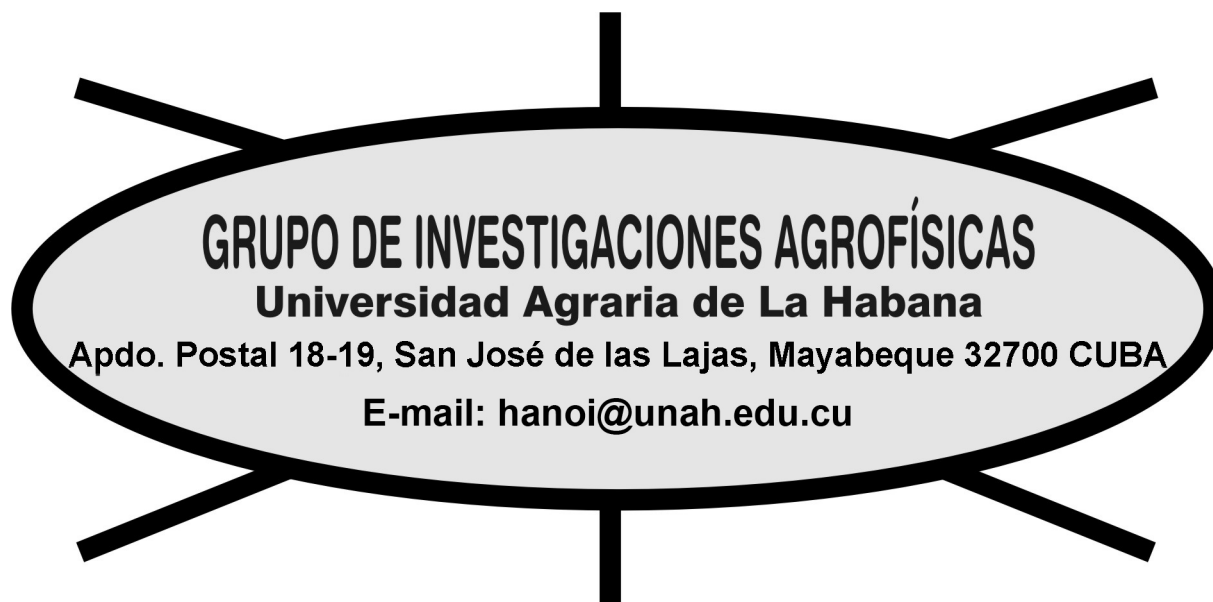 GRUPO DE INVESTIGACIONES AGROFÍSICAS
Universidad Agraria de La Habana
Apdo. Postal 18-19, San José de las Lajas, Mayabeque 32700 CUBA
E-mail: hanoi@unah.edu.cu